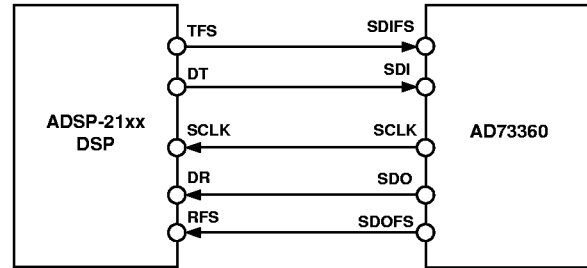 TFS SDIFS
DT SDI
ADSP-21xx
DSP
SCLK SCLK
AD73360
DR SDO
RFS SDOFS